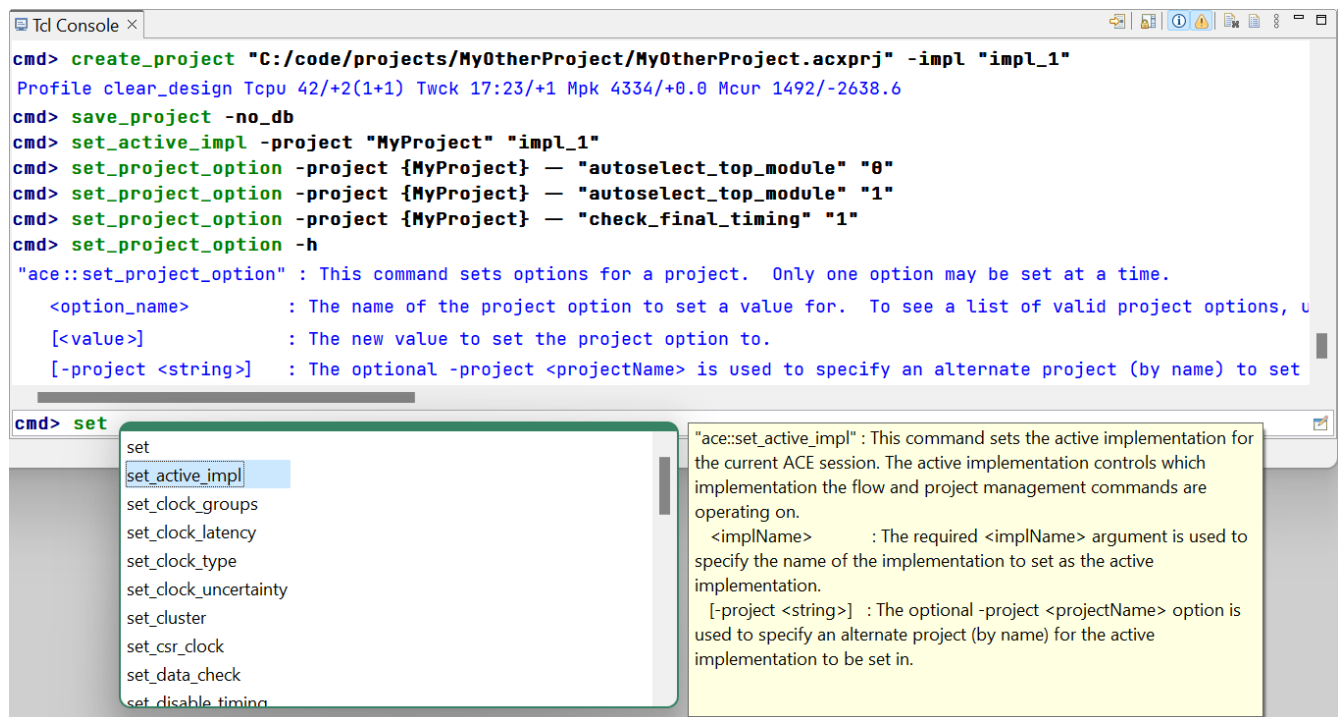 Tcl Console ×
cmd> create_project "C:/code/projects/MyOtherProject/MyOtherProject.acxprj" -impl "impl_1"
Profile clear_design Tcpu 42/+2(1+1) Twck 17:23/+1 Mpk 4334/+0.0 Mcur 1492/-2638.6
cmd> save_project -no_db
cmd> set_active_impl -project "MyProject" "impl_1"
cmd> set_project_option -project {MyProject} — "autoselect_top_module" "0"
cmd> set_project_option -project {MyProject} — "autoselect_top_module" "1"
cmd> set_project_option -project {MyProject} — "check_final_timing" "1"
cmd> set_project_option -h
"ace::set_project_option" : This command sets options for a project.  Only one option may be set at a time.
<option_name> : The name of the project option to set a value for.  To see a list of valid project options, u
[<value>] : The new value to set the project option to.
[-project <string>] : The optional -project <projectName> is used to specify an alternate project (by name) to set
cmd> set
set
set_active_impl
set_clock_groups
set_clock_latency
set_clock_type
set_clock_uncertainty
set_cluster
set_csr_clock
set_data_check
set_disable_timing
"ace::set_active_impl" : This command sets the active implementation for
the current ACE session. The active implementation controls which
implementation the flow and project management commands are
operating on.
<implName> : The required <implName> argument is used to
specify the name of the implementation to set as the active
implementation.
[-project <string>] : The optional -project <projectName> option is
used to specify an alternate project (by name) for the active
implementation to be set in.